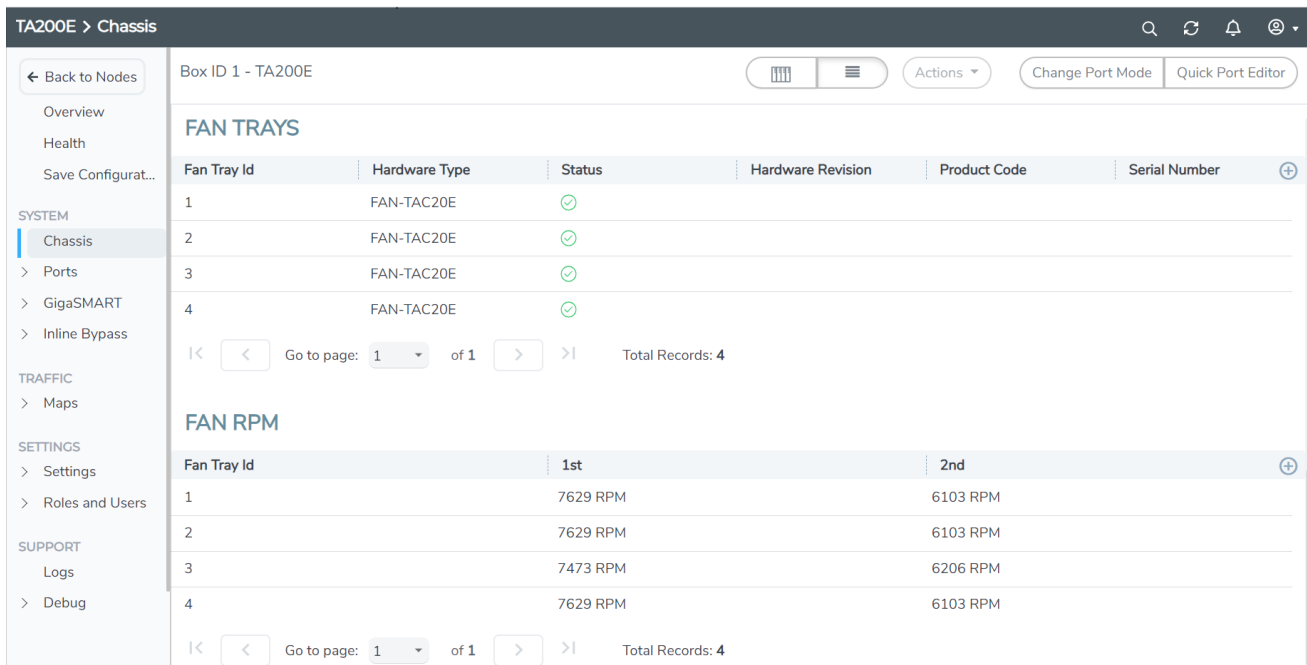 TA200E > Chassis
Back to Nodes
Overview
Health
Save Configurat...
SYSTEM
Chassis
Ports
GigaSMART
Inline Bypass
TRAFFIC
Maps
SETTINGS
Settings
Roles and Users
SUPPORT
Logs
Debug
Box ID 1 - TA200E
Actions
Change Port Mode
Quick Port Editor
FAN TRAYS
Fan Tray Id Hardware Type Status Hardware Revision Product Code Serial Number
1 FAN-TAC20E
2 FAN-TAC20E
3 FAN-TAC20E
4 FAN-TAC20E
Go to page: 1 of 1 Total Records: 4
FAN RPM
Fan Tray Id 1st 2nd
1 7629 RPM 6103 RPM
2 7629 RPM 6103 RPM
3 7473 RPM 6206 RPM
4 7629 RPM 6103 RPM
Go to page: 1 of 1 Total Records: 4